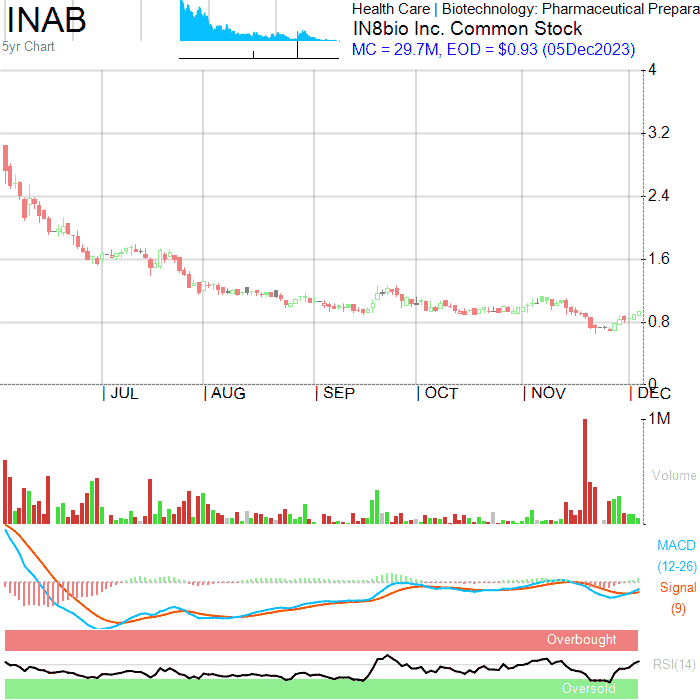 INAB
5yr Chart
Health Care | Biotechnology: Pharmaceutical Prepara
IN8bio Inc. Common Stock
MC = 29.7M, EOD = $0.93 (05Dec2023)
4
3.2
2.4
1.6
0.8
0
JUL AUG SEP OCT NOV DEC
1M
Volume
MACD
(12-26)
Signal
(9)
Overbought
RSI(14)
Oversold